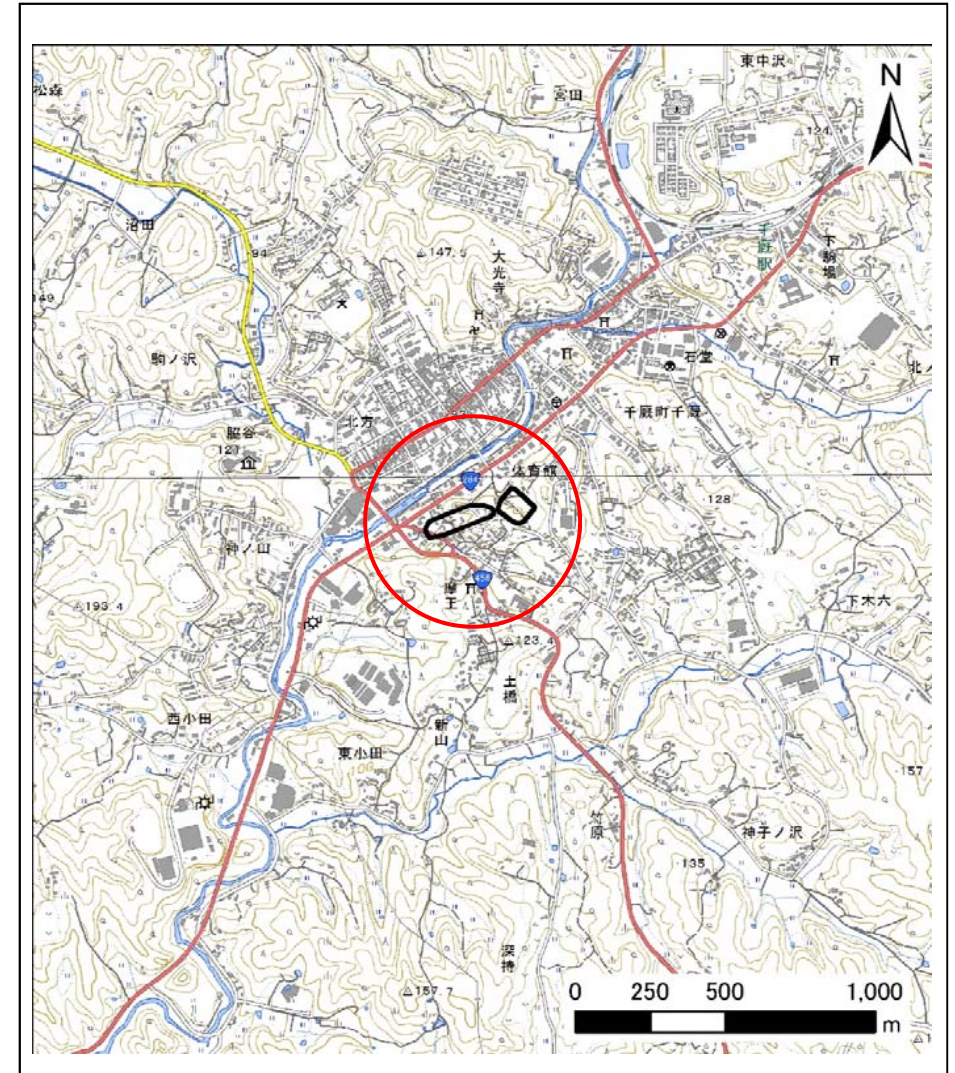 東中沢
N
松森
宮田
沼田
94
147.5
大光寺
千厩駅
下駒場
149
駒ノ沢
石堂
北ノ
千厩町千厩
北方
脇谷
体育館
284
128
神ノ山
193.4
456
摩王
下木六
123.4
土橋
西小田
新山
東小田
100
157
竹原
神子ノ沢
135
深持
157.7
0 250 500 1,000
m